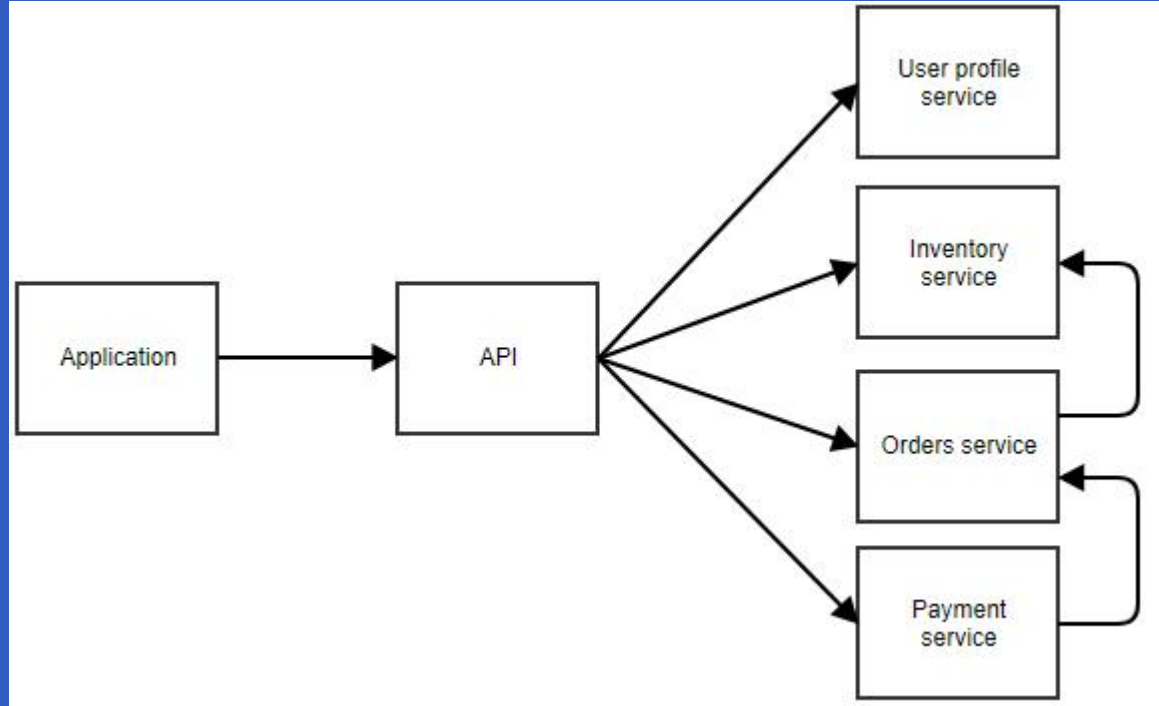 User profile
service
Inventory
service
Application
API
Orders service
Payment
service